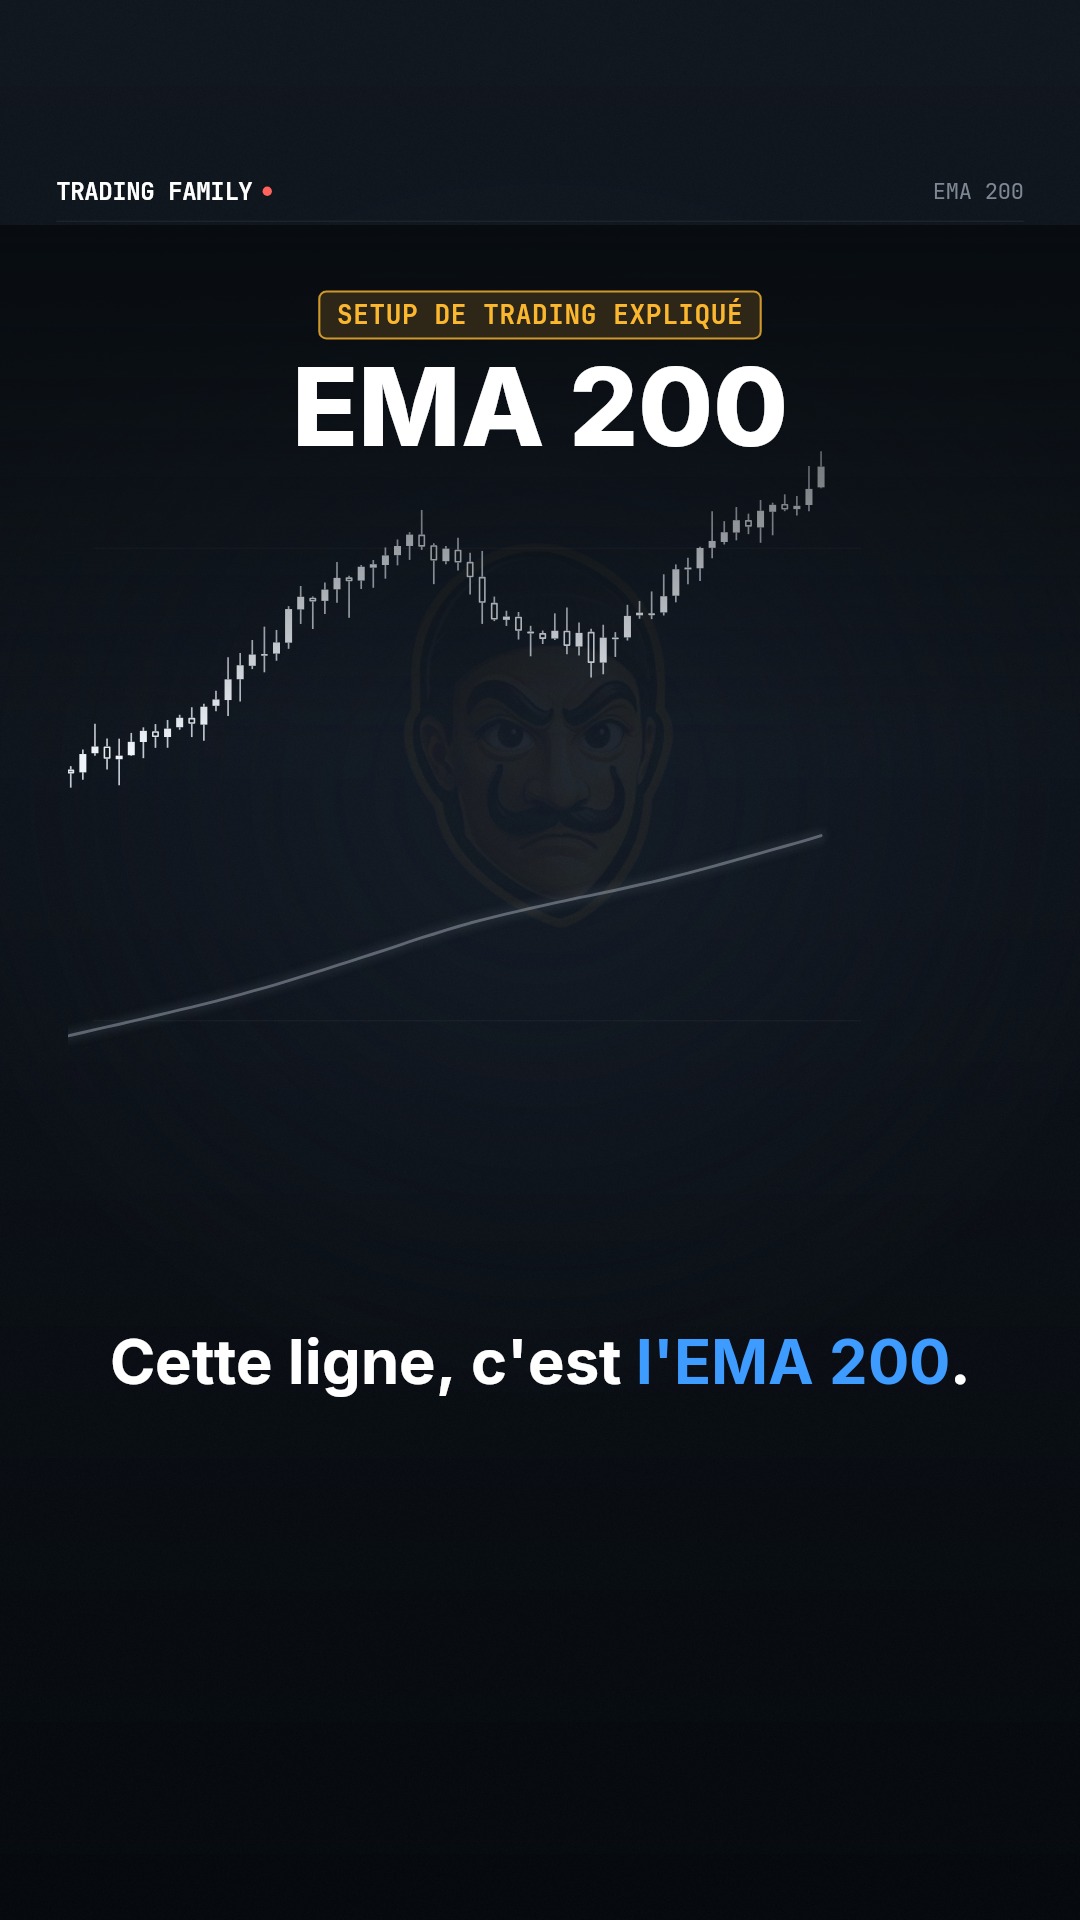 TRADING FAMILY
EMA 200
SETUP DE TRADING EXPLIQUÉ
EMA 200
Cette ligne, c'est l'EMA 200.